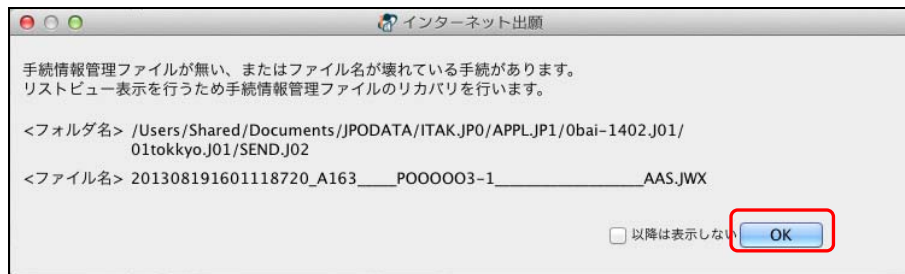 インターネット出願
手続情報管理ファイルが無い、またはファイル名が壊れている手続があります。
リストビュー表示を行うため手続情報管理ファイルのリカバリを行います。
<フォルダ名> /Users/Shared/Documents/JPODATA/ITAK.JP0/APPL.JP1/0bai-1402.J01/
01tokkyo.J01/SEND.J02
<ファイル名> 201308191601118720_A163_____POOOOO3-1____________________AAS.JWX
以降は表示しない OK